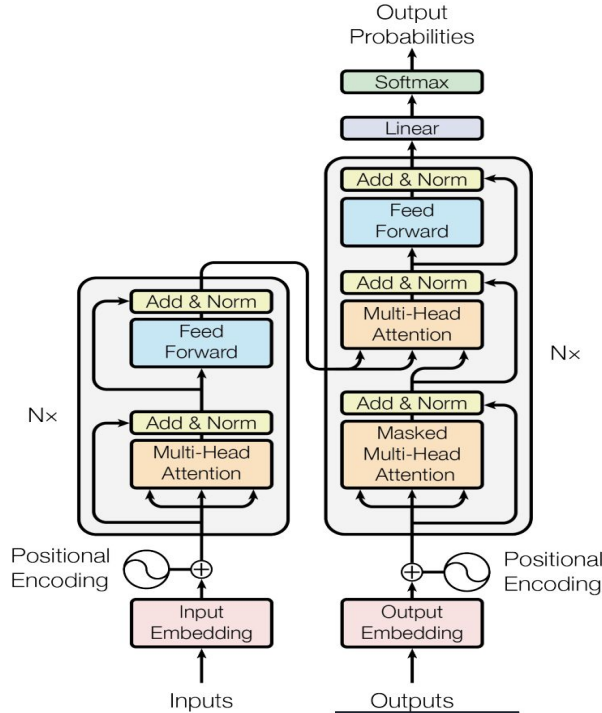 Output
Probabilities
Softmax
Linear
Add & Norm
Feed
Forward
Add & Norm
Multi-Head
Attention
Add & Norm
Masked
Multi-Head
Attention
Nx
Add & Norm
Feed
Forward
Nx
Add & Norm
Multi-Head
Attention
Positional
Encoding
Positional
Encoding
Input
Embedding
Output
Embedding
Inputs
Outputs